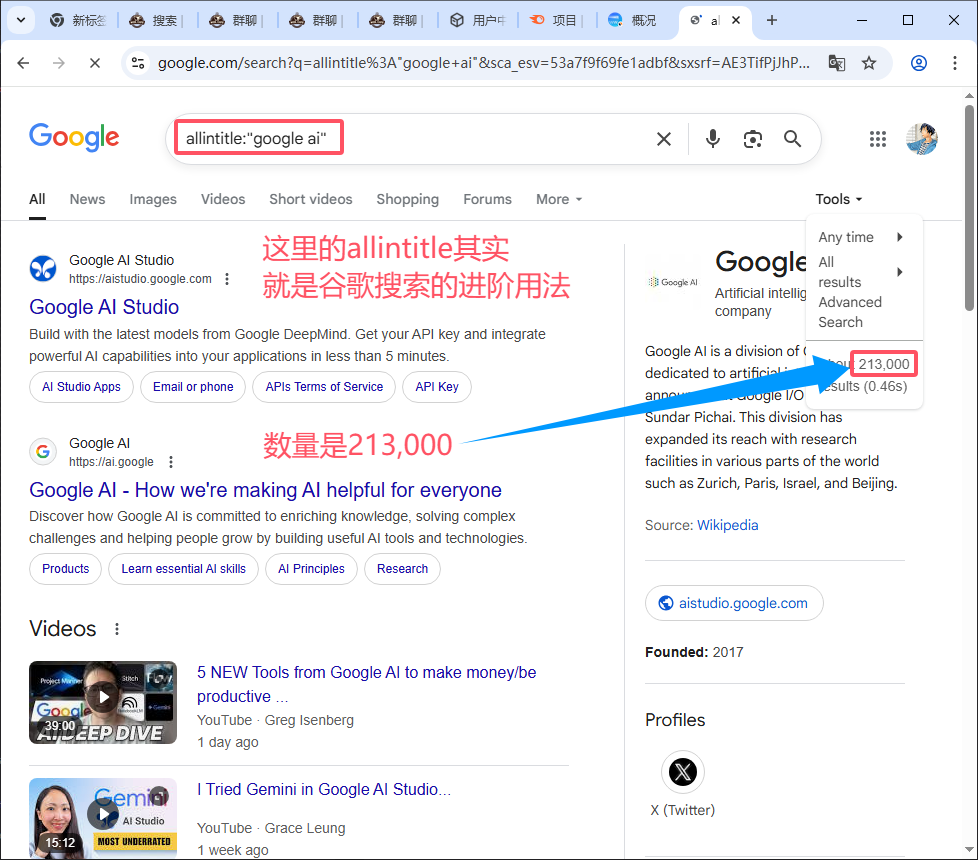 新标签
搜索
群聊
群聊
群聊
用户中
项目
概况
al
google.com/search?q=allintitle%3A"google+ai"&sca_esv=53a7f9f69fe1adbf&sxsrf=AE3TifPjJhP...
Google
allintitle:"google ai"
All News Images Videos Short videos Shopping Forums More Tools
Any time
All
results
Advanced
Search
213,000
results (0.46s)
这里的allintitle其实
就是谷歌搜索的进阶用法
Google AI Studio
https://aistudio.google.com
Google AI Studio
Build with the latest models from Google DeepMind. Get your API key and integrate
powerful AI capabilities into your applications in less than 5 minutes.
AI Studio Apps Email or phone APIs Terms of Service API Key
数量是213,000
Google AI
https://ai.google
Google AI - How we're making AI helpful for everyone
Discover how Google AI is committed to enriching knowledge, solving complex
challenges and helping people grow by building useful AI tools and technologies.
Products Learn essential AI skills AI Principles Research
Videos
Project Mariner
Stitch
Flow
Google
NotebookLM
Gemini
39:00
AI DEEP DIVE
5 NEW Tools from Google AI to make money/be
productive ...
YouTube · Greg Isenberg
1 day ago
Gemini
AI Studio
MOST UNDERRATED
15:12
I Tried Gemini in Google AI Studio...
YouTube · Grace Leung
1 week ago
Google AI
Google
Artificial intellig
company
Google AI is a division of G
dedicated to artificial in
announced at Google I/O
Sundar Pichai. This division has
expanded its reach with research
facilities in various parts of the world
such as Zurich, Paris, Israel, and Beijing.
Source: Wikipedia
aistudio.google.com
Founded: 2017
Profiles
X (Twitter)